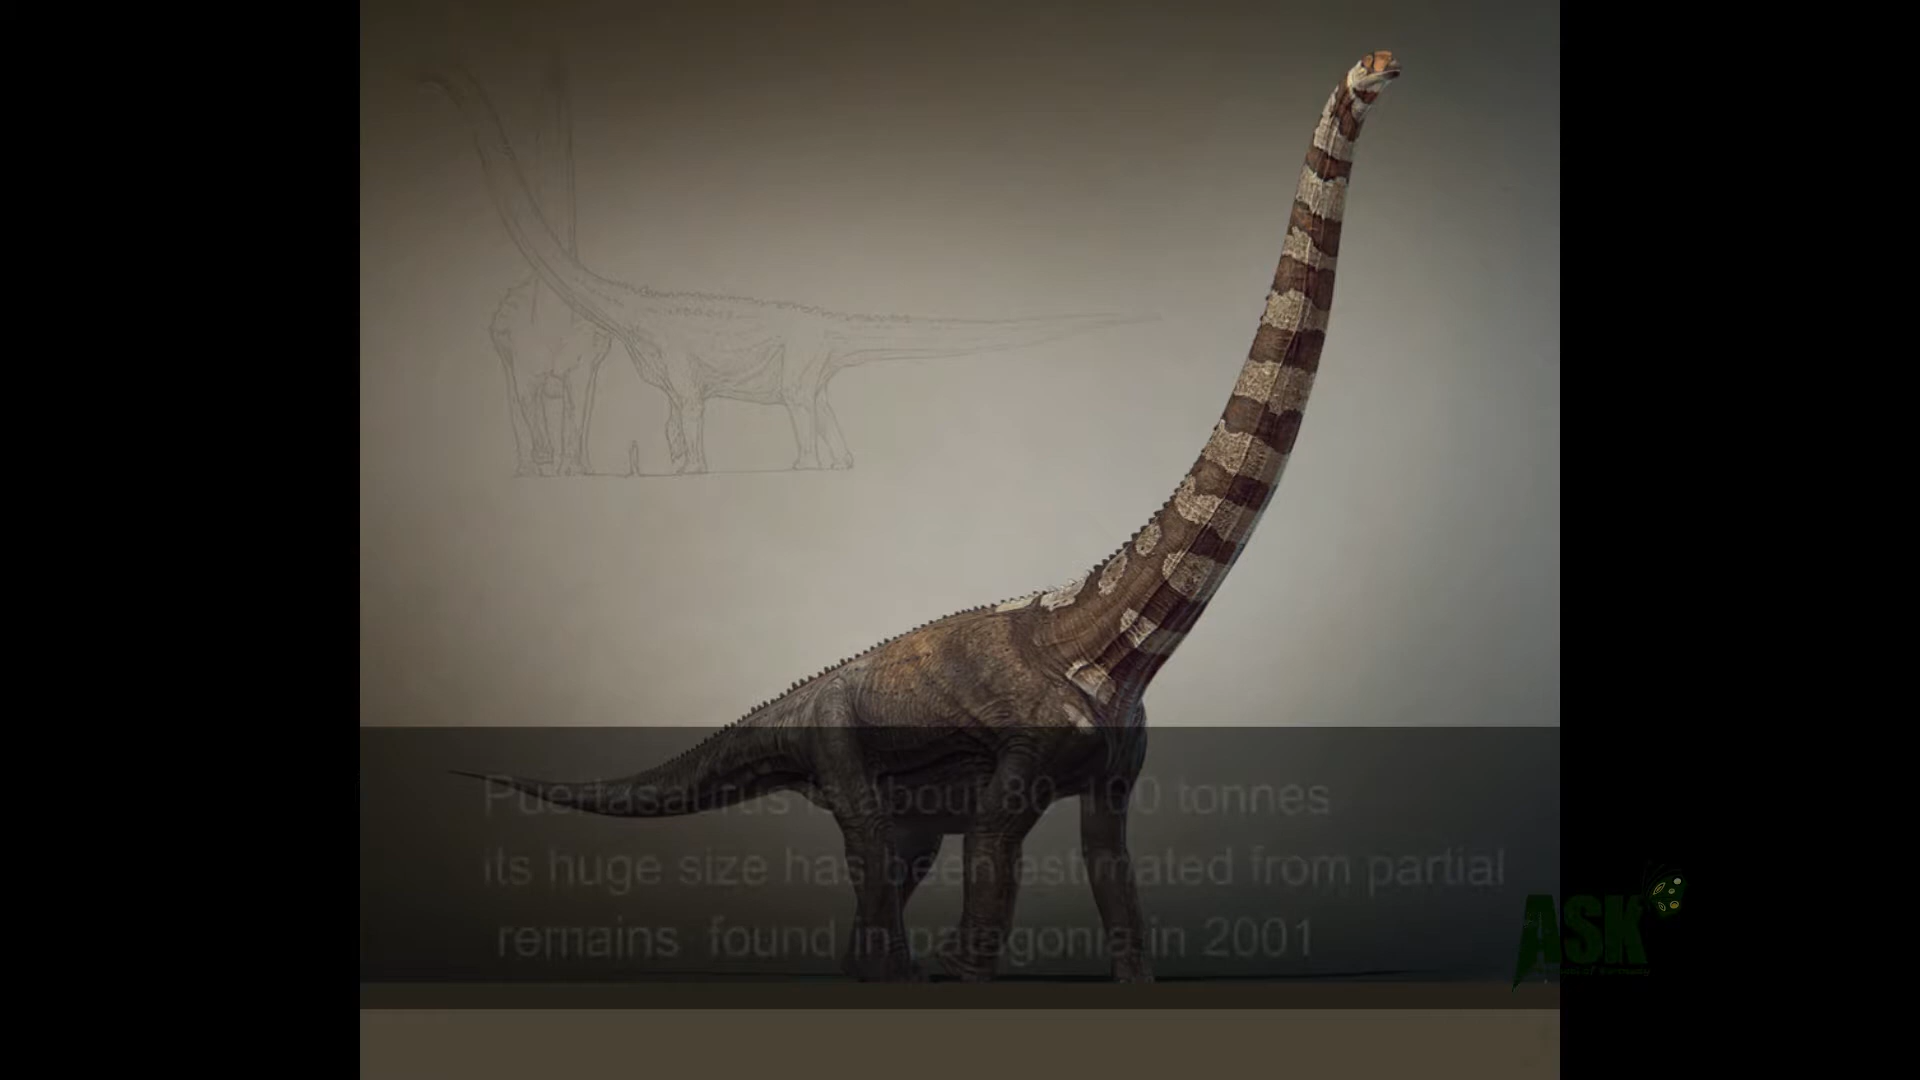 Puertasaurus is about 80-100 tonnes
its huge size has been estimated from partial
remains found in patagonia in 2001
ASK